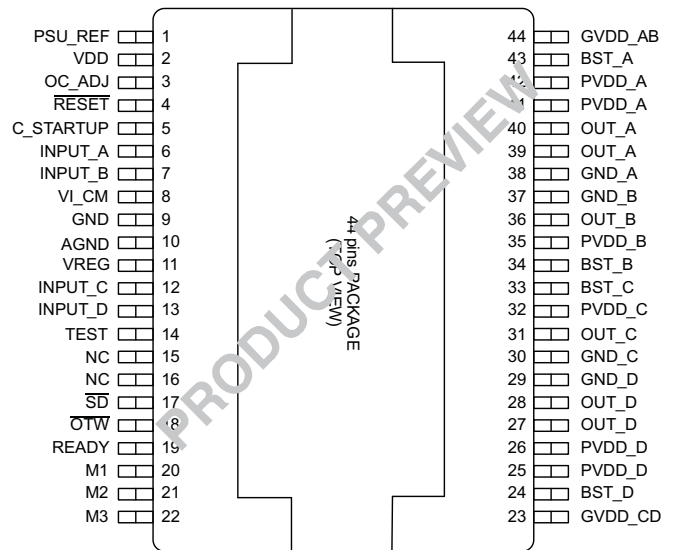 PSU_REF 1
VDD 2
OC_ADJ 3
RESET 4
C_STARTUP 5
INPUT_A 6
INPUT_B 7
VI_CM 8
GND 9
AGND 10
VREG 11
INPUT_C 12
INPUT_D 13
TEST 14
NC 15
NC 16
SD 17
OTW 18
READY 19
M1 20
M2 21
M3 22
44 pins PACKAGE
(TOP VIEW)
PRODUCT PREVIEW
44 GVDD_AB
43 BST_A
42 PVDD_A
41 PVDD_A
40 OUT_A
39 OUT_A
38 GND_A
37 GND_B
36 OUT_B
35 PVDD_B
34 BST_B
33 BST_C
32 PVDD_C
31 OUT_C
30 GND_C
29 GND_D
28 OUT_D
27 OUT_D
26 PVDD_D
25 PVDD_D
24 BST_D
23 GVDD_CD